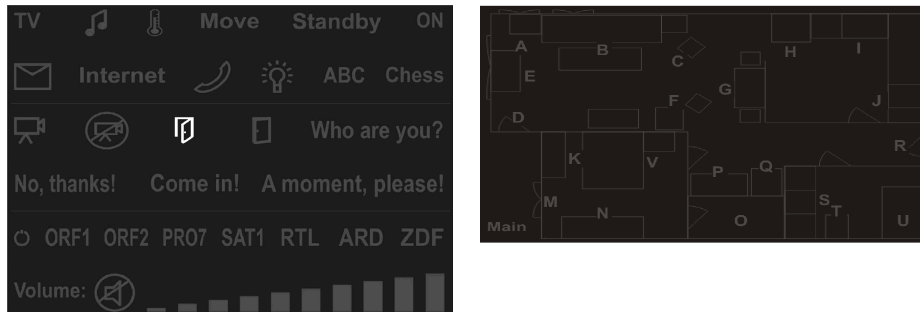 TV Move Standby ON
Internet ABC Chess
Who are you?
No, thanks! Come in! A moment, please!
ORF1 ORF2 PRO7 SAT1 RTL ARD ZDF
Volume:
A B C H I
E G F J
D K V P Q R
M N O S T U
Main